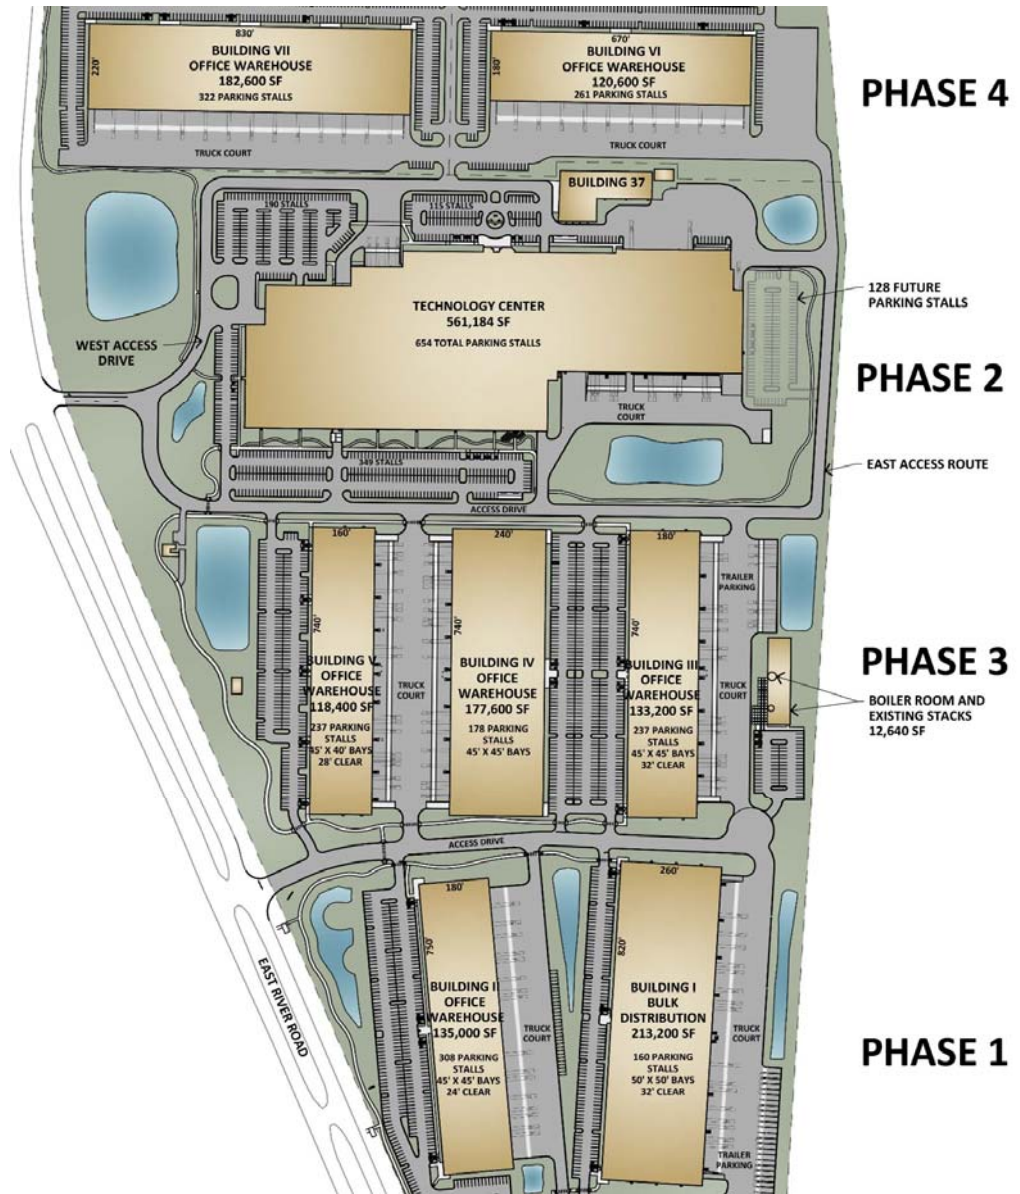 830'
220'
BUILDING VII
OFFICE WAREHOUSE
182,600 SF
322 PARKING STALLS
TRUCK COURT
670'
180'
BUILDING VI
OFFICE WAREHOUSE
120,600 SF
261 PARKING STALLS
TRUCK COURT
PHASE 4
BUILDING 37
190 STALLS
115 STALLS
TECHNOLOGY CENTER
561,184 SF
654 TOTAL PARKING STALLS
128 FUTURE
PARKING STALLS
WEST ACCESS
DRIVE
PHASE 2
TRUCK
COURT
349 STALLS
EAST ACCESS ROUTE
ACCESS DRIVE
160'
740'
BUILDING V
OFFICE
WAREHOUSE
118,400 SF
237 PARKING
STALLS
45' X 40' BAYS
28' CLEAR
TRUCK
COURT
240'
740'
BUILDING IV
OFFICE
WAREHOUSE
177,600 SF
178 PARKING
STALLS
45' X 45' BAYS
180'
740'
BUILDING III
OFFICE
WAREHOUSE
133,200 SF
237 PARKING
STALLS
45' X 45' BAYS
32' CLEAR
TRAILER
PARKING
TRUCK
COURT
PHASE 3
BOILER ROOM AND
EXISTING STACKS
12,640 SF
ACCESS DRIVE
EAST RIVER ROAD
180'
750'
BUILDING II
OFFICE
WAREHOUSE
135,000 SF
308 PARKING
STALLS
45' X 45' BAYS
24' CLEAR
TRUCK
COURT
260'
820'
BUILDING I
BULK
DISTRIBUTION
213,200 SF
160 PARKING
STALLS
50' X 50' BAYS
32' CLEAR
TRUCK
COURT
TRAILER
PARKING
PHASE 1